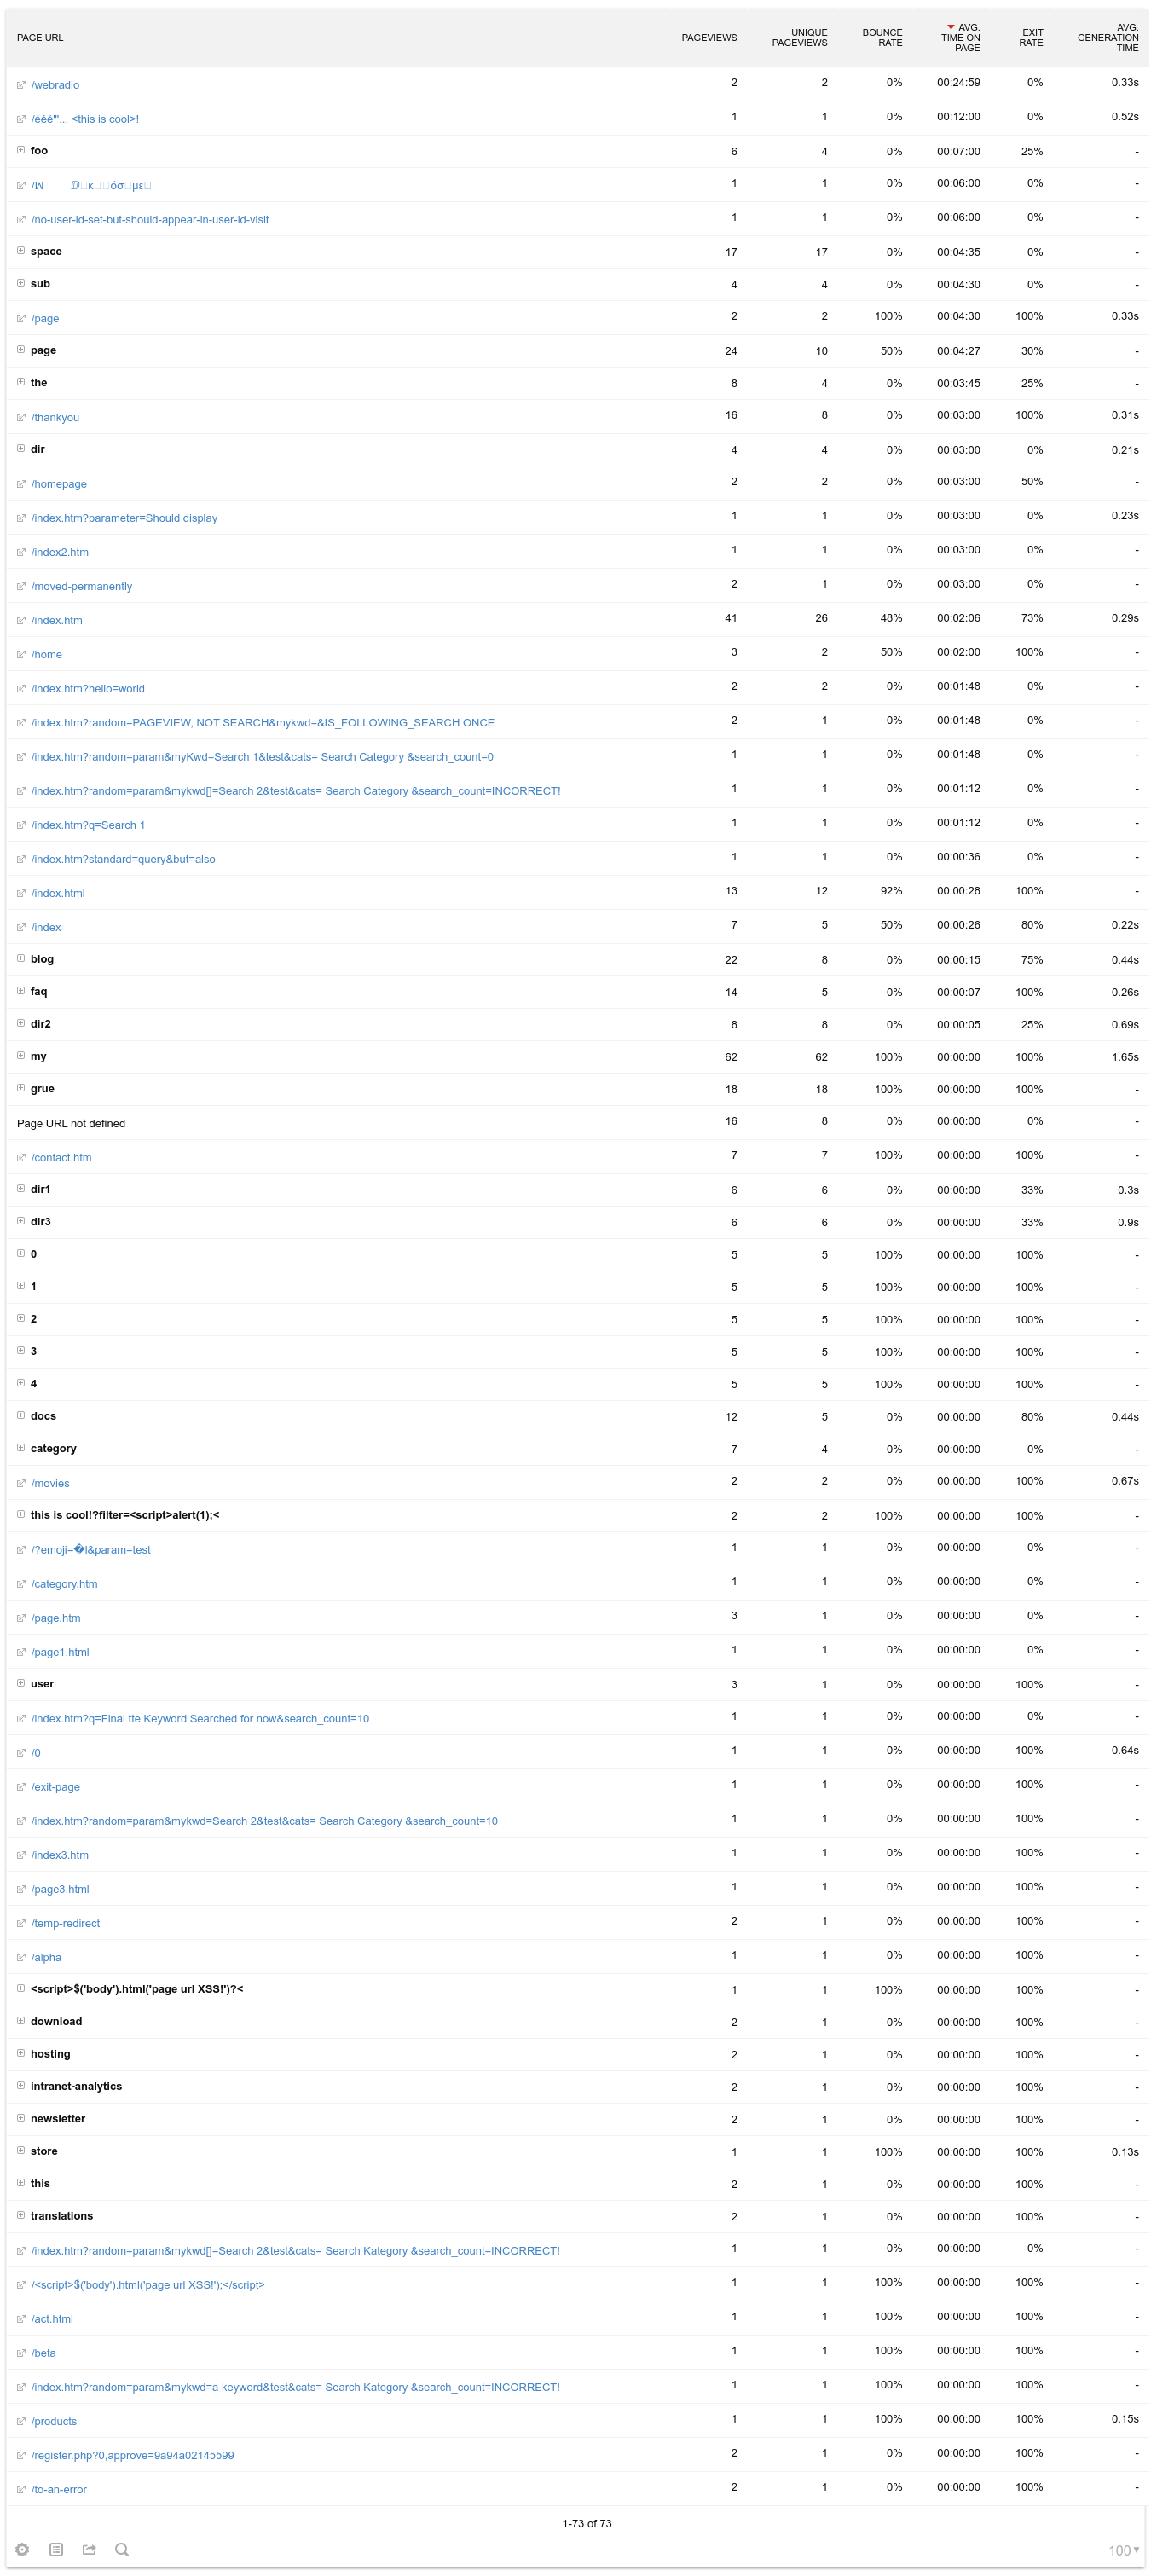 PAGE URL PAGEVIEWS UNIQUE PAGEVIEWS BOUNCE RATE AVG. TIME ON PAGE EXIT RATE AVG. GENERATION TIME
/webradio 2 2 0% 00:24:59 0% 0.33s
/ééé"'... <this is cool>! 1 1 0% 00:12:00 0% 0.52s
foo 6 4 0% 00:07:00 25% -
1 1 0% 00:06:00 0% -
/no-user-id-set-but-should-appear-in-user-id-visit 1 1 0% 00:06:00 0% -
space 17 17 0% 00:04:35 0% -
sub 4 4 0% 00:04:30 0% -
/page 2 2 100% 00:04:30 100% 0.33s
page 24 10 50% 00:04:27 30% -
the 8 4 0% 00:03:45 25% -
/thankyou 16 8 0% 00:03:00 100% 0.31s
dir 4 4 0% 00:03:00 0% 0.21s
/homepage 2 2 0% 00:03:00 50% -
/index.htm?parameter=Should display 1 1 0% 00:03:00 0% 0.23s
/index2.htm 1 1 0% 00:03:00 0% -
/moved-permanently 2 1 0% 00:03:00 0% -
/index.htm 41 26 48% 00:02:06 73% 0.29s
/home 3 2 50% 00:02:00 100% -
/index.htm?hello=world 2 2 0% 00:01:48 0% -
/index.htm?random=PAGEVIEW, NOT SEARCH&mykwd=&IS_FOLLOWING_SEARCH ONCE 2 1 0% 00:01:48 0% -
/index.htm?random=param&myKwd=Search 1&test&cats= Search Category &search_count=0 1 1 0% 00:01:48 0% -
/index.htm?random=param&mykwd[]=Search 2&test&cats= Search Category &search_count=INCORRECT! 1 1 0% 00:01:12 0% -
/index.htm?q=Search 1 1 1 0% 00:01:12 0% -
/index.htm?standard=query&but=also 1 1 0% 00:00:36 0% -
/index.html 13 12 92% 00:00:28 100% -
/index 7 5 50% 00:00:26 80% 0.22s
blog 22 8 0% 00:00:15 75% 0.44s
faq 14 5 0% 00:00:07 100% 0.26s
dir2 8 8 0% 00:00:05 25% 0.69s
my 62 62 100% 00:00:00 100% 1.65s
grue 18 18 100% 00:00:00 100% -
Page URL not defined 16 8 0% 00:00:00 0% -
/contact.htm 7 7 100% 00:00:00 100% -
dir1 6 6 0% 00:00:00 33% 0.3s
dir3 6 6 0% 00:00:00 33% 0.9s
0 5 5 100% 00:00:00 100% -
1 5 5 100% 00:00:00 100% -
2 5 5 100% 00:00:00 100% -
3 5 5 100% 00:00:00 100% -
4 5 5 100% 00:00:00 100% -
docs 12 5 0% 00:00:00 80% 0.44s
category 7 4 0% 00:00:00 0% -
/movies 2 2 0% 00:00:00 100% 0.67s
this is cool!?filter=<script>alert(1);< 2 2 100% 00:00:00 100% -
/?emoji=�l&param=test 1 1 0% 00:00:00 0% -
/category.htm 1 1 0% 00:00:00 0% -
/page.htm 3 1 0% 00:00:00 0% -
/page1.html 1 1 0% 00:00:00 0% -
user 3 1 0% 00:00:00 100% -
/index.htm?q=Final tte Keyword Searched for now&search_count=10 1 1 0% 00:00:00 0% -
/0 1 1 0% 00:00:00 100% 0.64s
/exit-page 1 1 0% 00:00:00 100% -
/index.htm?random=param&mykwd=Search 2&test&cats= Search Category &search_count=10 1 1 0% 00:00:00 100% -
/index3.htm 1 1 0% 00:00:00 100% -
/page3.html 1 1 0% 00:00:00 100% -
/temp-redirect 2 1 0% 00:00:00 100% -
/alpha 1 1 0% 00:00:00 100% -
<script>$('body').html('page url XSS!')?< 1 1 100% 00:00:00 100% -
download 2 1 0% 00:00:00 100% -
hosting 2 1 0% 00:00:00 100% -
intranet-analytics 2 1 0% 00:00:00 100% -
newsletter 2 1 0% 00:00:00 100% -
store 1 1 100% 00:00:00 100% 0.13s
this 2 1 0% 00:00:00 100% -
translations 2 1 0% 00:00:00 100% -
/index.htm?random=param&mykwd[]=Search 2&test&cats= Search Kategory &search_count=INCORRECT! 1 1 0% 00:00:00 0% -
/<script>$('body').html('page url XSS!');</script> 1 1 100% 00:00:00 100% -
/act.html 1 1 100% 00:00:00 100% -
/beta 1 1 100% 00:00:00 100% -
/index.htm?random=param&mykwd=a keyword&test&cats= Search Kategory &search_count=INCORRECT! 1 1 100% 00:00:00 100% -
/products 1 1 100% 00:00:00 100% 0.15s
/register.php?0,approve=9a94a02145599 2 1 0% 00:00:00 100% -
/to-an-error 2 1 0% 00:00:00 100% -
1-73 of 73
100